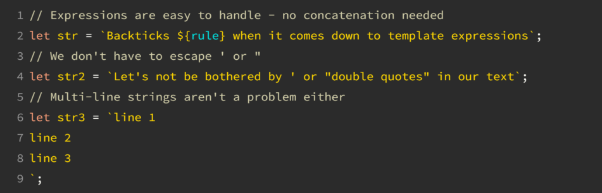 1 // Expressions are easy to handle - no concatenation needed
2 let str = `Backticks ${rule} when it comes down to template expressions`;
3 // We don't have to escape ' or "
4 let str2 = `Let's not be bothered by ' or "double quotes" in our text`;
5 // Multi-line strings aren't a problem either
6 let str3 = `line 1
7 line 2
8 line 3
9 `;